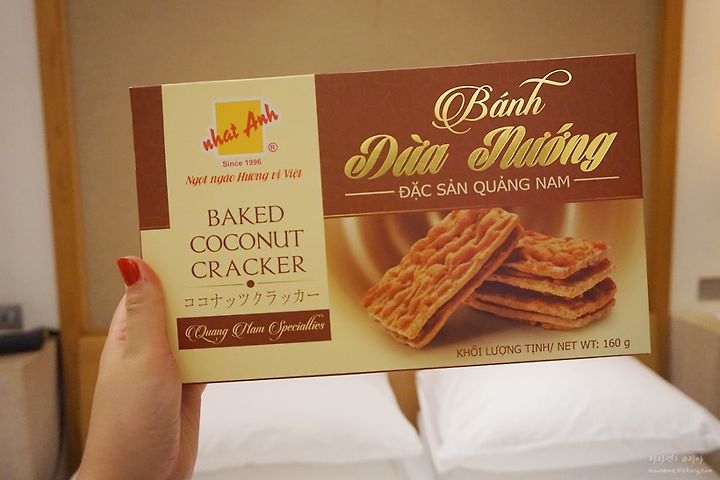 nhat Anh
®
Since 1996
Ngọt ngào Hương vị Việt
BAKED
COCONUT
CRACKER
ココナッツクラッカー
Quang Nam Specialties
Bánh
Dừa Nướng
ĐẶC SẢN QUẢNG NAM
KHỐI LƯỢNG TỊNH/ NET WT: 160 g